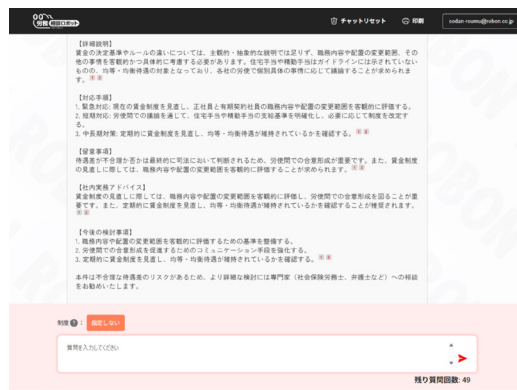 労務相談ロボット
チャットリセット
印刷
sodan-roumu@robon.co.jp
【詳細説明】
賃金の決定基準やルールの違いについては、主観的・抽象的な説明では足りず、職務内容や配置の変更範囲、その
他の事情を客観的かつ具体的に考慮する必要があります。住宅手当や精勤手当はガイドラインには示されていない
ものの、均等・均衡待遇の対象となっており、各社の労使で個別具体の事情に応じて議論することが求められま
す。
【対応手順】
1. 緊急対応: 現在の賃金制度を見直し、正社員と有期契約社員の職務内容や配置の変更範囲を客観的に評価する。
2. 短期対応: 労使間での議論を通じて、住宅手当や精勤手当の支給基準を明確化し、必要に応じて制度を改定す
る。
3. 中長期対策: 定期的に賃金制度を見直し、均等・均衡待遇が維持されているかを確認する。
【留意事項】
待遇差が不合理か否かは最終的に司法において判断されるため、労使間での合意形成が重要です。また、賃金制度
の見直しに際しては、職務内容や配置の変更範囲を客観的に評価することが求められます。
【社内実務アドバイス】
賃金制度の見直しに際しては、職務内容や配置の変更範囲を客観的に評価し、労使間での合意形成を図ることが重
要です。また、定期的に賃金制度を見直し、均等・均衡待遇が維持されているかを確認することが推奨されます。
【今後の検討事項】
1. 職務内容や配置の変更範囲を客観的に評価するための基準を整備する。
2. 労使間での合意形成を促進するためのコミュニケーション手段を強化する。
3. 定期的に賃金制度を見直し、均等・均衡待遇が維持されているかを確認する。
本件は不合理な待遇差のリスクがあるため、より詳細な検討には専門家（社会保険労務士、弁護士など）への相談
をお勧めいたします。
制度 ? : 指定しない
質問を入力してください
残り質問回数: 49